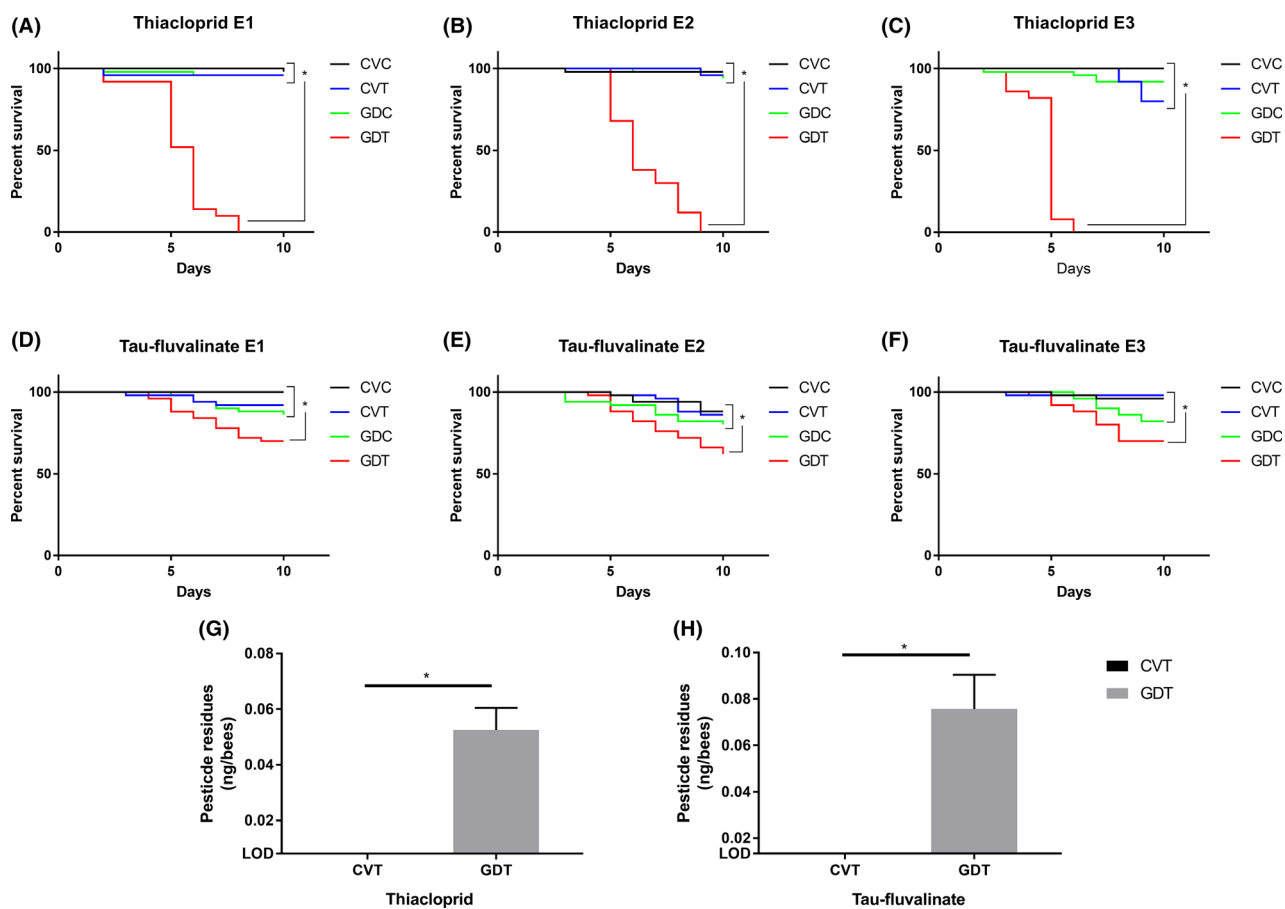 (A)
Thiacloprid E1
Percent survival
100
50
0
0
5
10
Days
*
CVC
CVT
GDC
GDT
(B)
Thiacloprid E2
Percent survival
100
50
0
0
5
10
Days
*
CVC
CVT
GDC
GDT
(C)
Thiacloprid E3
Percent survival
100
50
0
0
5
10
Days
*
CVC
CVT
GDC
GDT
(D)
Tau-fluvalinate E1
Percent survival
100
50
0
0
5
10
Days
*
CVC
CVT
GDC
GDT
(E)
Tau-fluvalinate E2
Percent survival
100
50
0
0
5
10
Days
*
CVC
CVT
GDC
GDT
(F)
Tau-fluvalinate E3
Percent survival
100
50
0
0
5
10
Days
*
CVC
CVT
GDC
GDT
(G)
Pesticde residues
(ng/bees)
0.08
0.06
0.04
0.02
LOD
*
CVT
GDT
Thiacloprid
(H)
Pesticde residues
(ng/bees)
0.10
0.08
0.06
0.04
0.02
LOD
*
CVT
GDT
Tau-fluvalinate
CVT
GDT